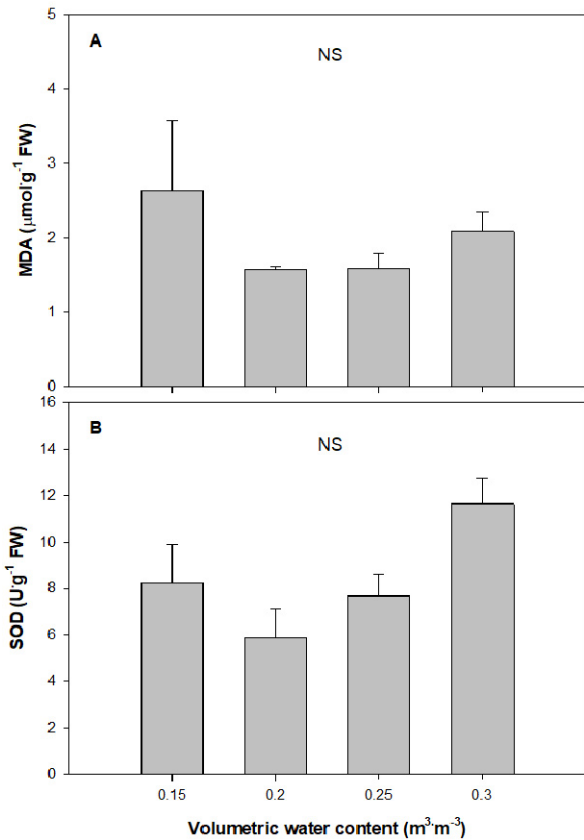 5
A
NS
4
3
2
1
0
MDA (μmol·g⁻¹ FW)
16
B
NS
14
12
10
8
6
4
2
0
SOD (U·g⁻¹ FW)
0.15 0.2 0.25 0.3
Volumetric water content (m³·m⁻³)